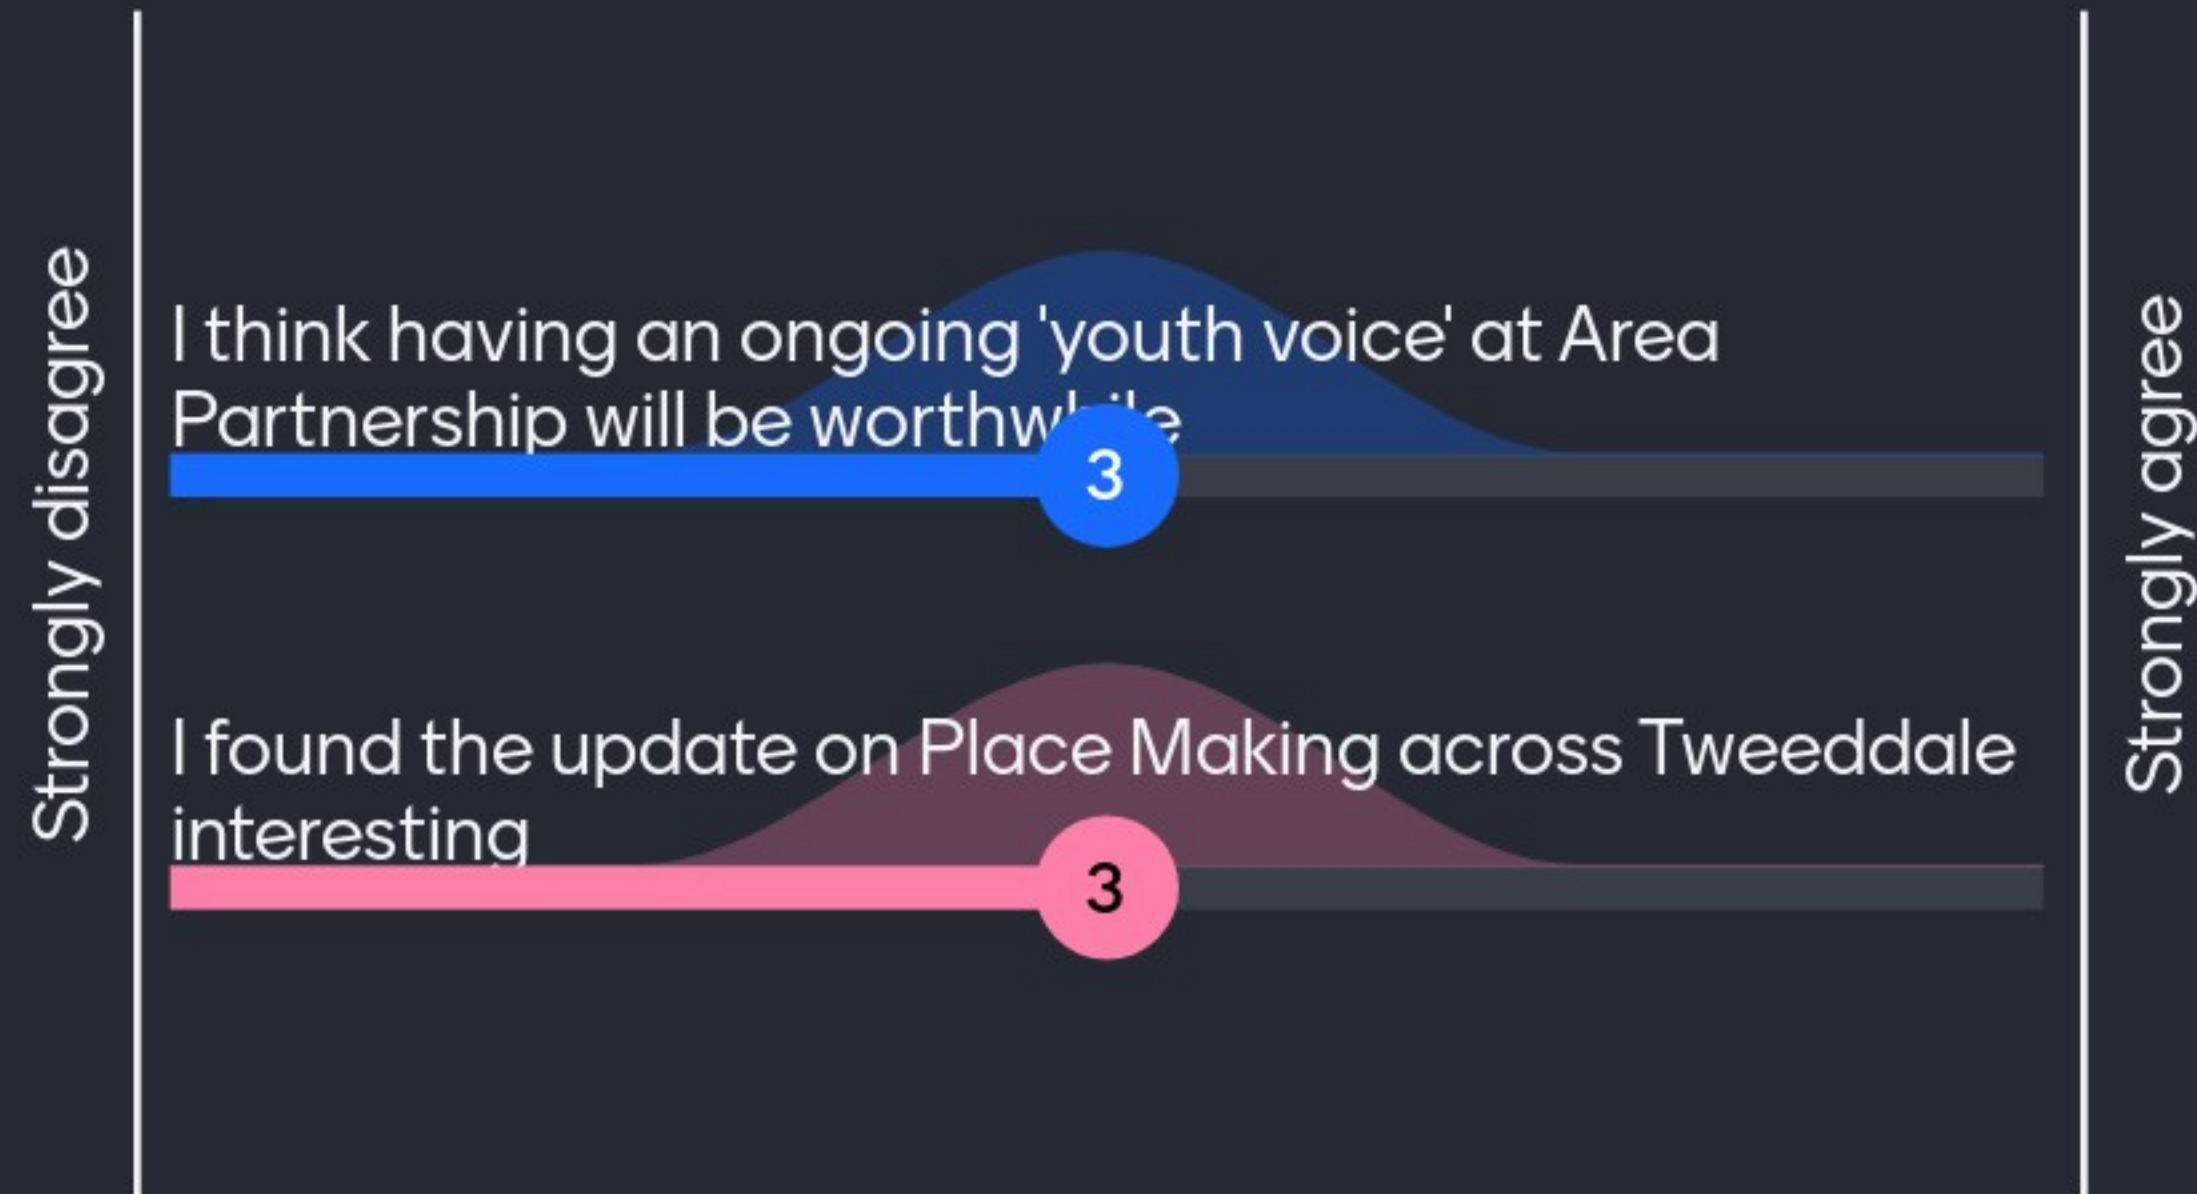 Strongly disagree
I think having an ongoing 'youth voice' at Area
Partnership will be worthwhile
3
I found the update on Place Making across Tweeddale
interesting
3
Strongly agree